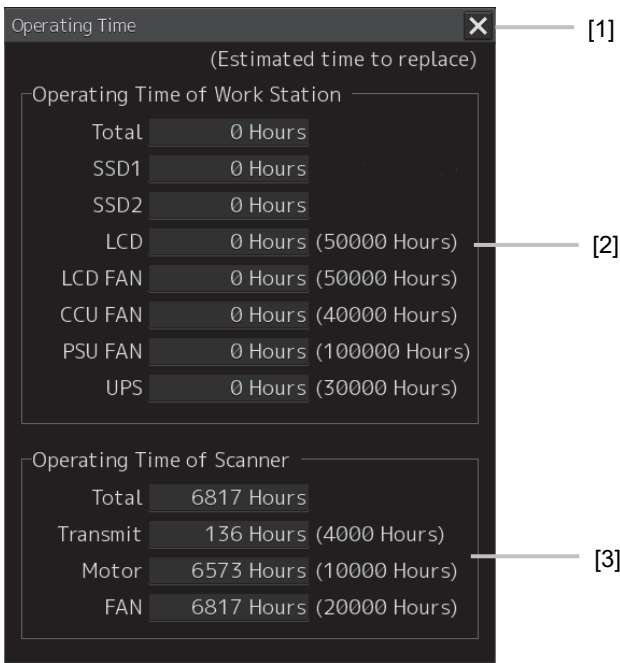 Operating Time
[1]
(Estimated time to replace)
Operating Time of Work Station
Total 0 Hours
SSD1 0 Hours
SSD2 0 Hours
LCD 0 Hours (50000 Hours)
[2]
LCD FAN 0 Hours (50000 Hours)
CCU FAN 0 Hours (40000 Hours)
PSU FAN 0 Hours (100000 Hours)
UPS 0 Hours (30000 Hours)
Operating Time of Scanner
Total 6817 Hours
Transmit 136 Hours (4000 Hours)
[3]
Motor 6573 Hours (10000 Hours)
FAN 6817 Hours (20000 Hours)